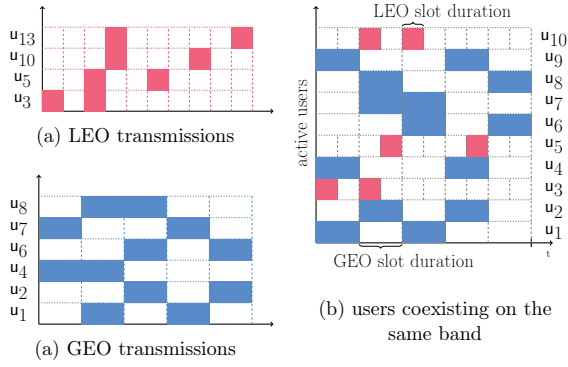 u13
u10
u5
u3
(a) LEO transmissions
u8
u7
u6
u4
u2
u1
(a) GEO transmissions
LEO slot duration
active users
u10
u9
u8
u7
u6
u5
u4
u3
u2
u1
t
GEO slot duration
(b) users coexisting on the
same band